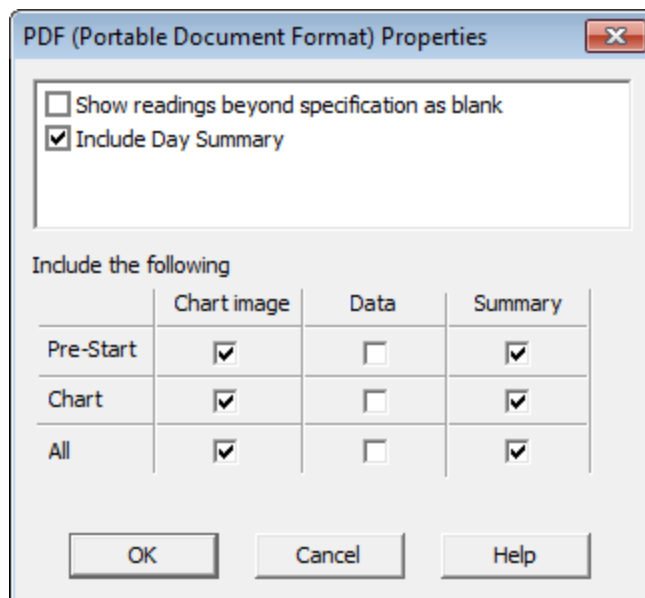 PDF (Portable Document Format) Properties
Show readings beyond specification as blank
Include Day Summary
Include the following
Chart image Data Summary
Pre-Start
Chart
All
OK Cancel Help